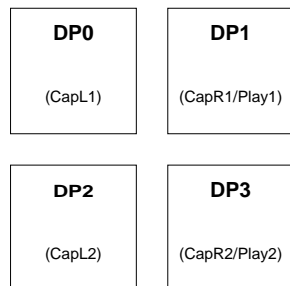 DP0
(CapL1)
DP1
(CapR1/Play1)
DP2
(CapL2)
DP3
(CapR2/Play2)